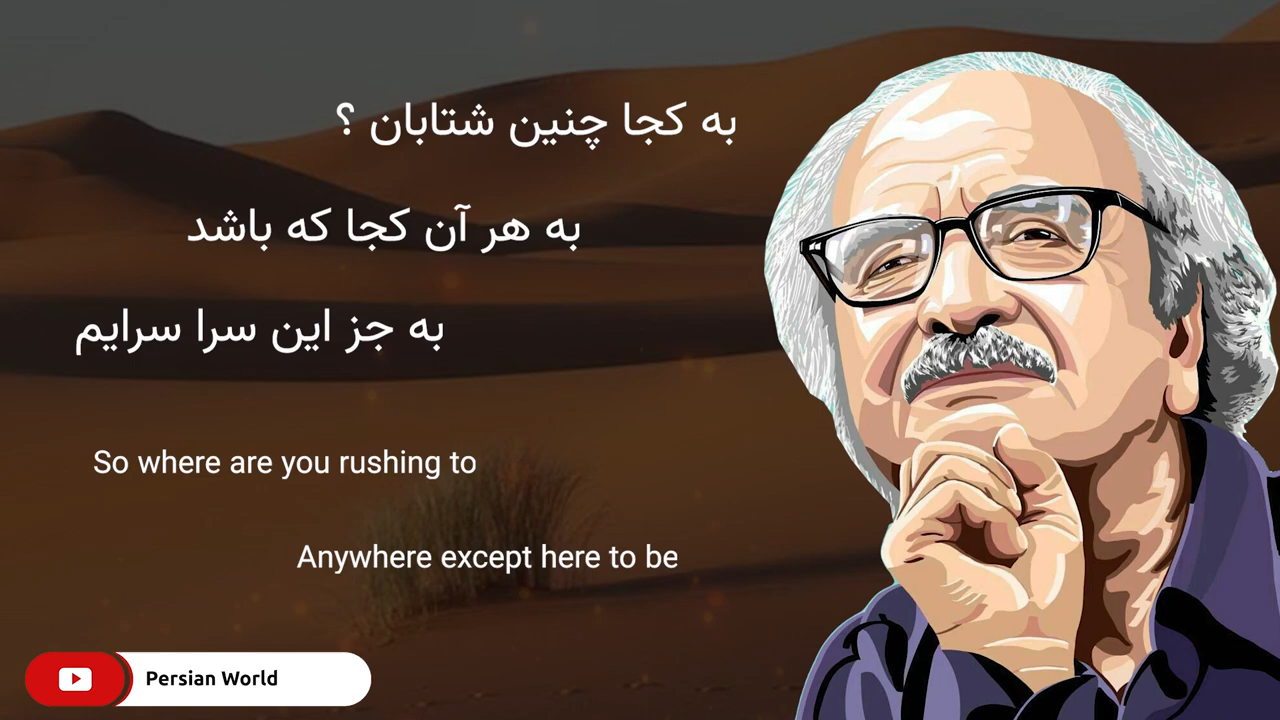 به کجا چنین شتابان ؟
به هر آن کجا که باشد
به جز این سرا سرایم
So where are you rushing to
Anywhere except here to be
Persian World